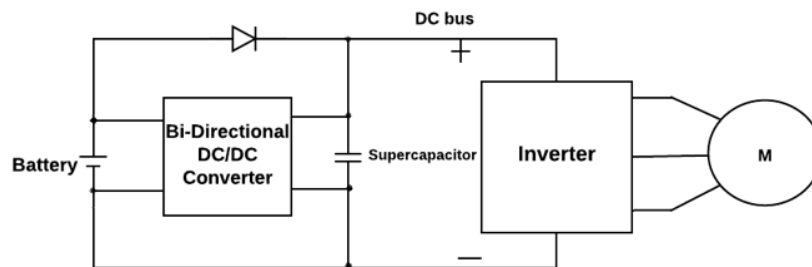 DC bus
Battery
Bi-Directional
DC/DC
Converter
Supercapacitor
Inverter
M